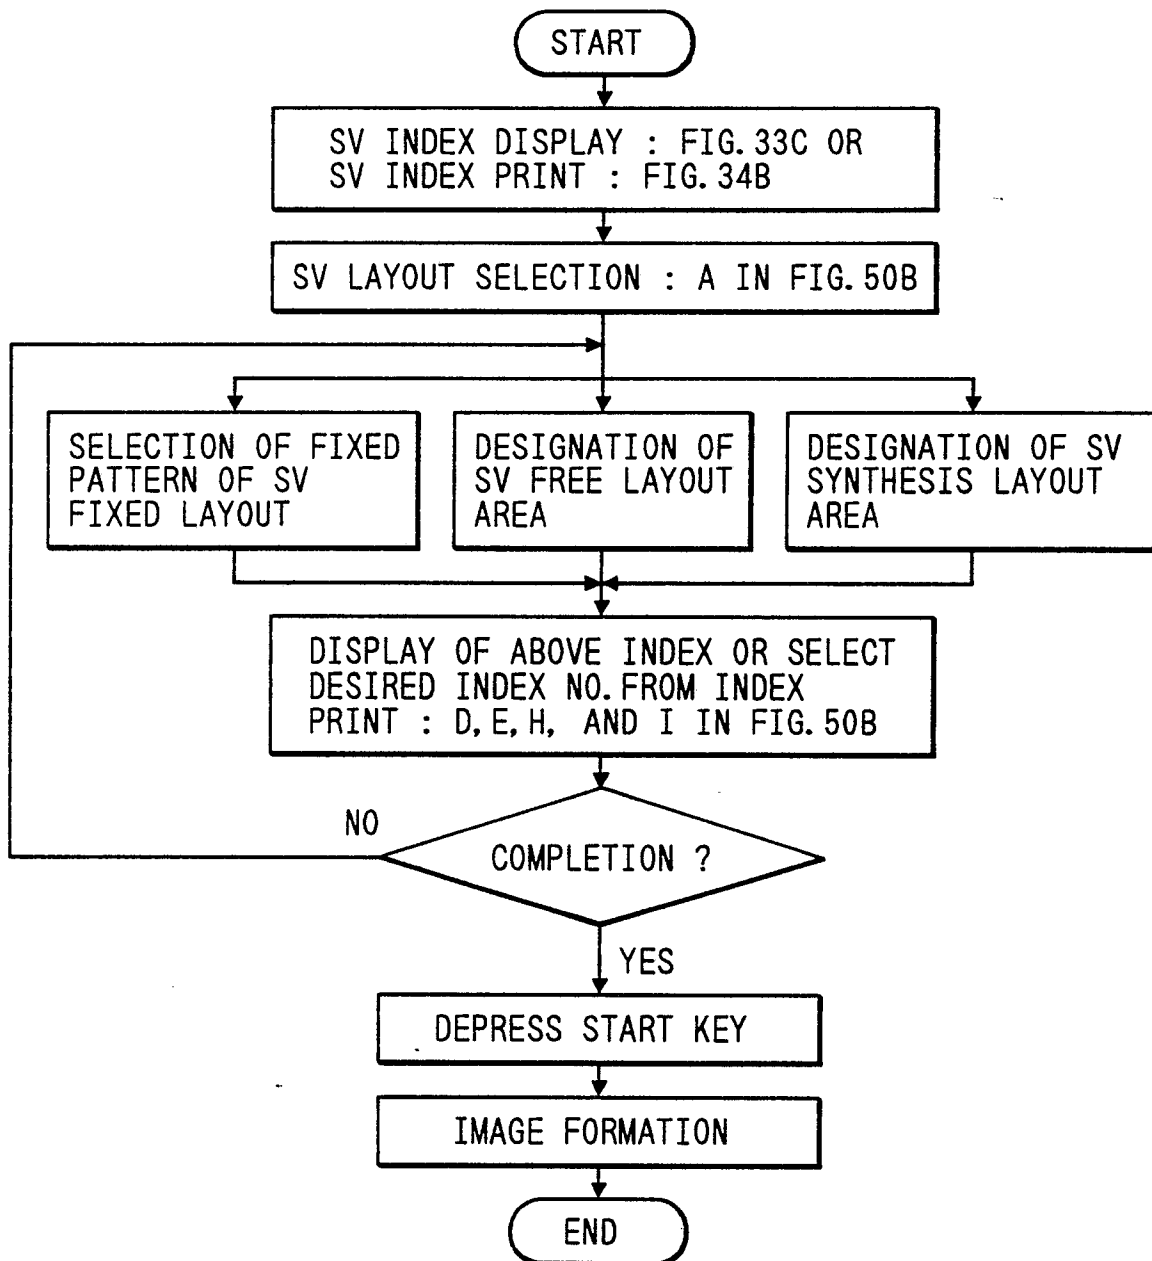 START
SV INDEX DISPLAY : FIG.33C OR
SV INDEX PRINT : FIG.34B
SV LAYOUT SELECTION : A IN FIG.50B
SELECTION OF FIXED
PATTERN OF SV
FIXED LAYOUT
DESIGNATION OF
SV FREE LAYOUT
AREA
DESIGNATION OF SV
SYNTHESIS LAYOUT
AREA
DISPLAY OF ABOVE INDEX OR SELECT
DESIRED INDEX NO.FROM INDEX
PRINT : D,E,H, AND I IN FIG.50B
NO
COMPLETION ?
YES
DEPRESS START KEY
IMAGE FORMATION
END